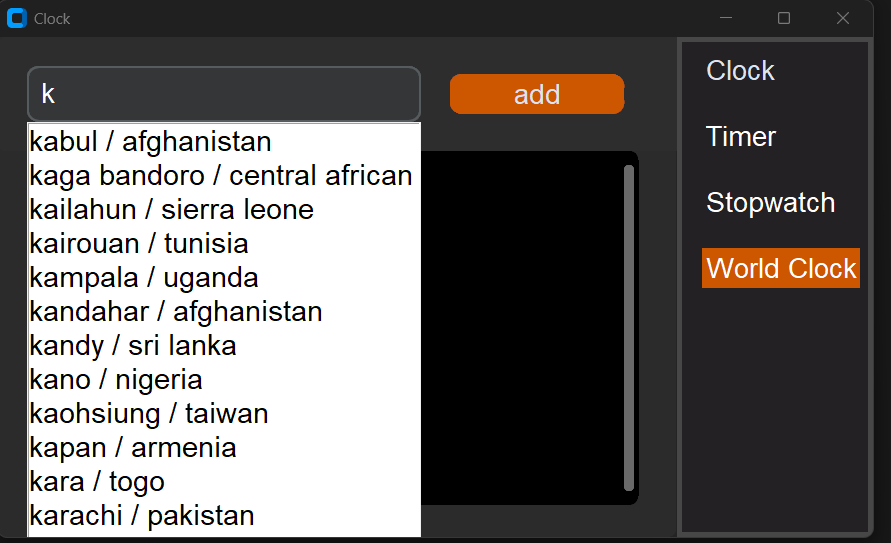 Clock
k
add
kabul / afghanistan
kaga bandoro / central african
kailahun / sierra leone
kairouan / tunisia
kampala / uganda
kandahar / afghanistan
kandy / sri lanka
kano / nigeria
kaohsiung / taiwan
kapan / armenia
kara / togo
karachi / pakistan
Clock
Timer
Stopwatch
World Clock